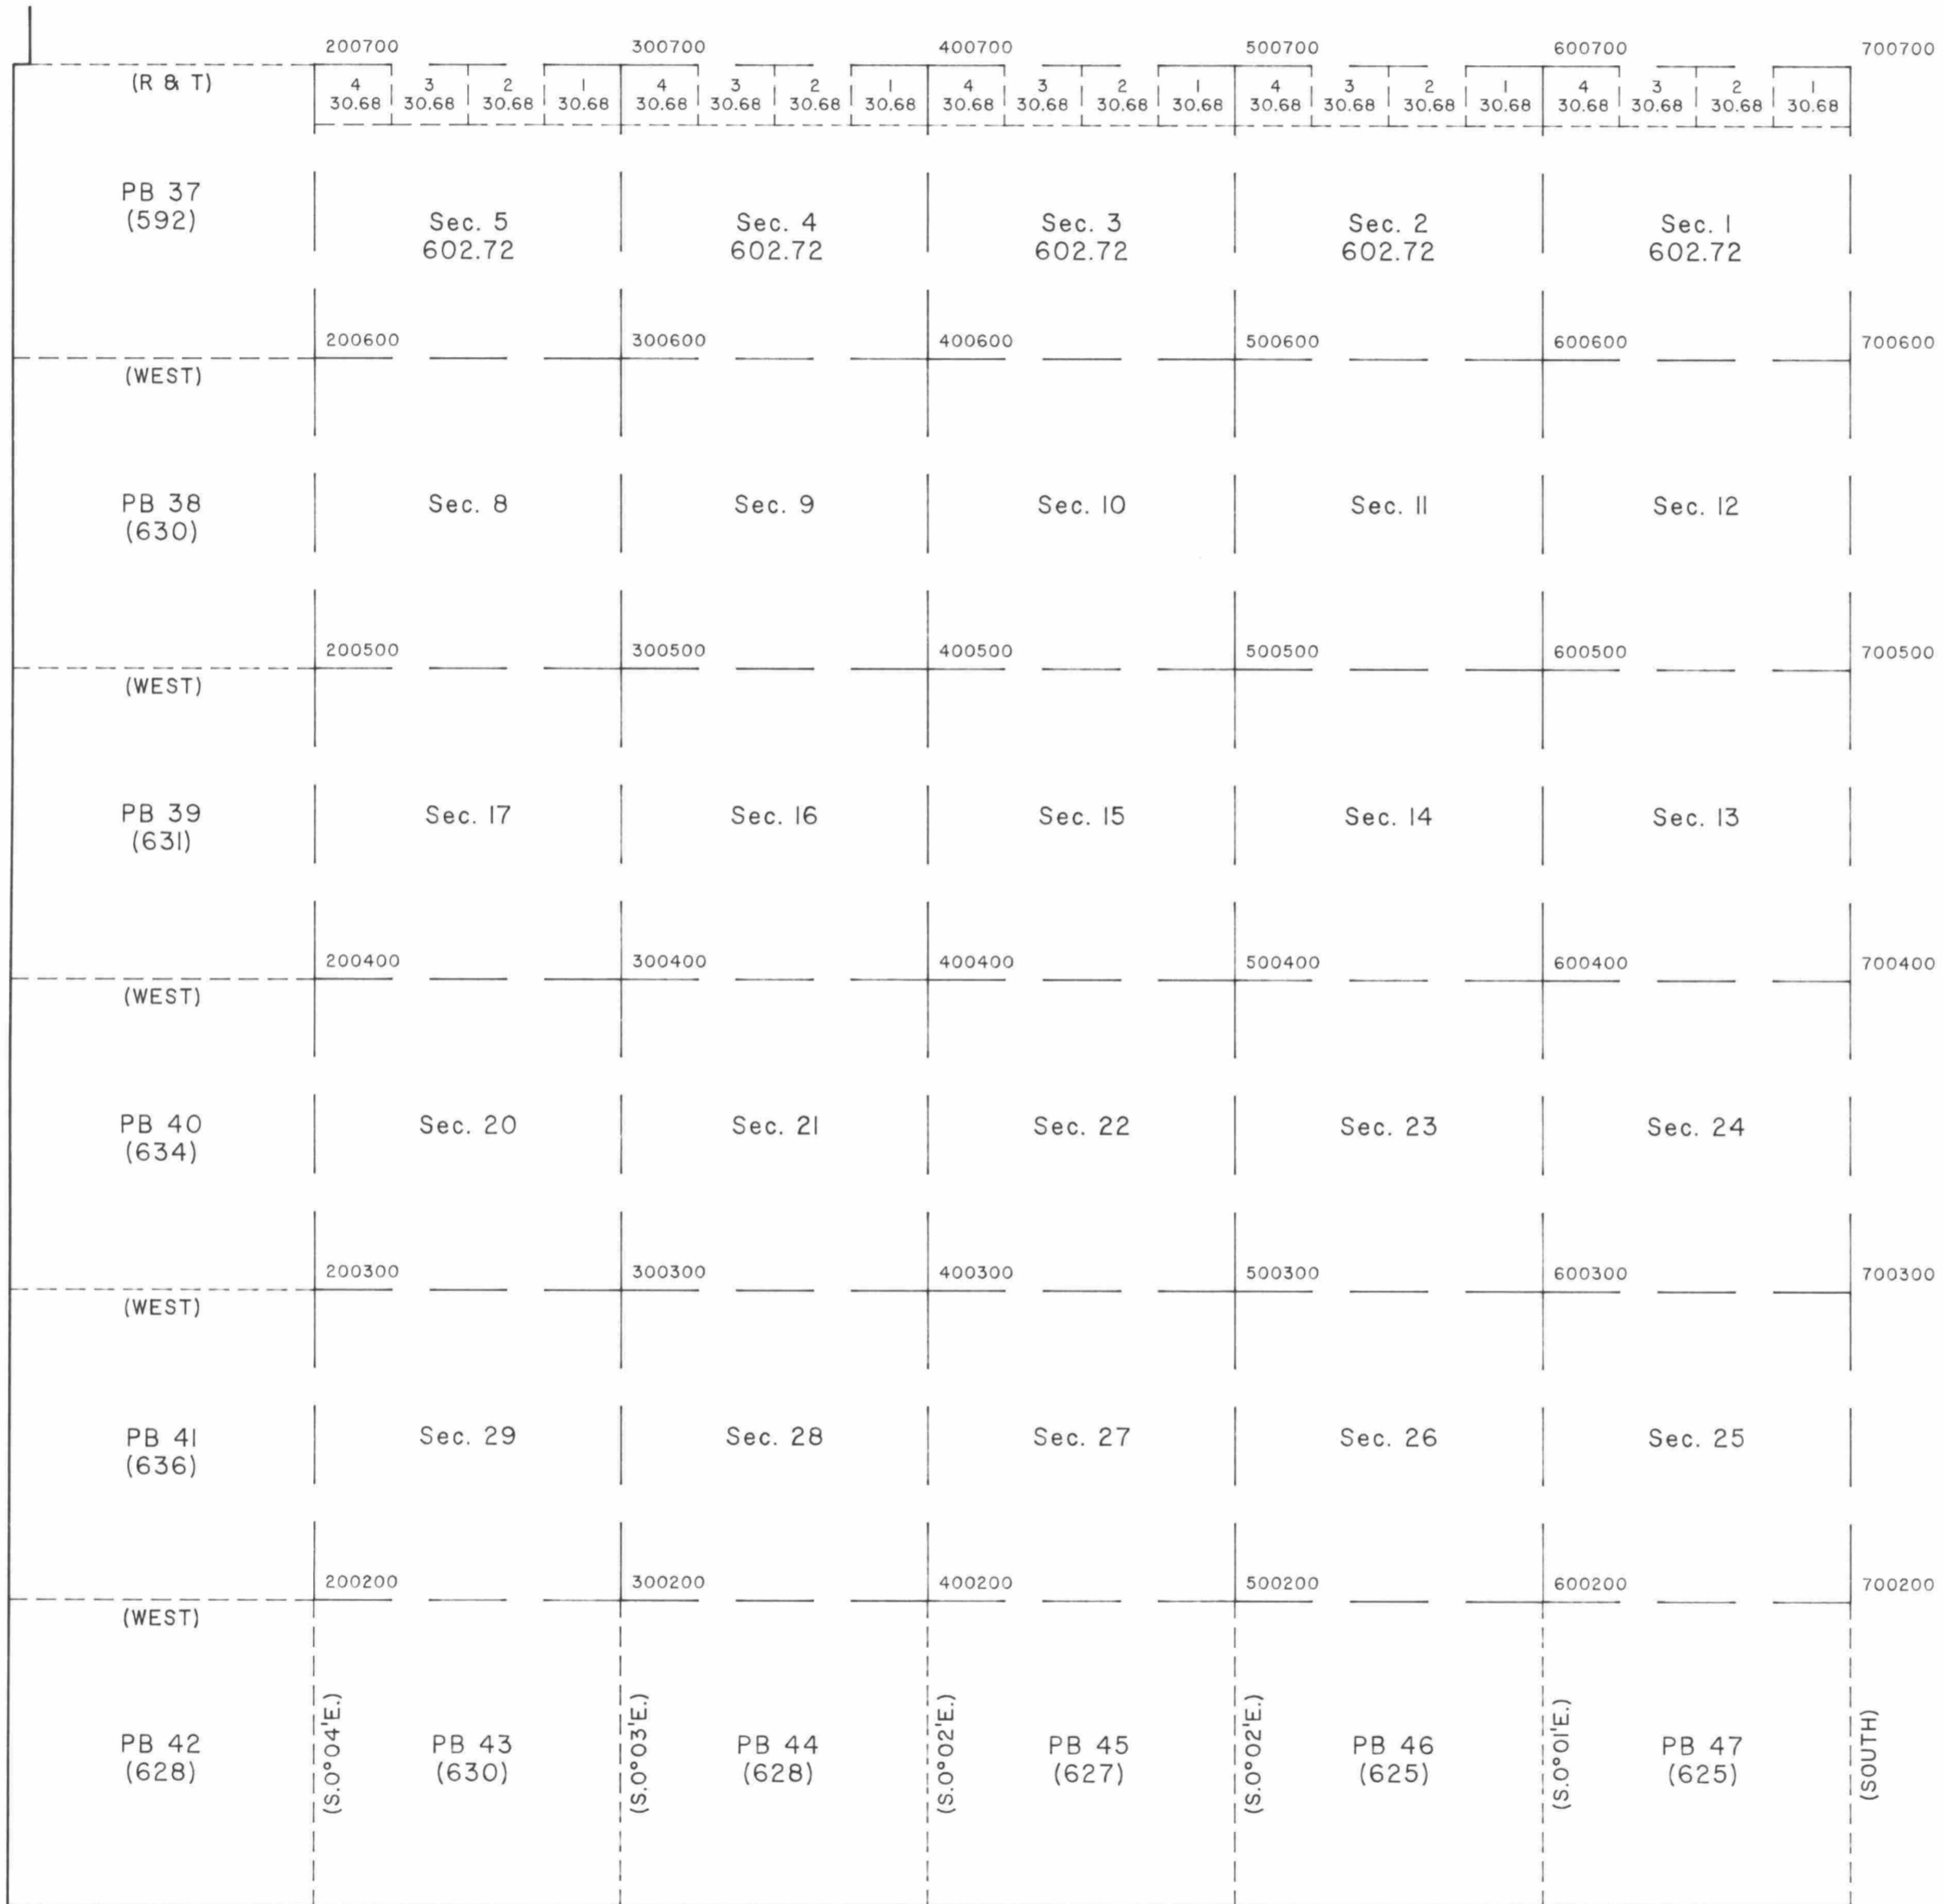 200700 300700 400700 500700 600700 700700
(R & T)
4 3 2 1 4 3 2 1 4 3 2 1 4 3 2 1 4 3 2 1
30.68 30.68 30.68 30.68 30.68 30.68 30.68 30.68 30.68 30.68 30.68 30.68 30.68 30.68 30.68 30.68 30.68 30.68 30.68 30.68
PB 37
(592)
Sec. 5 Sec. 4 Sec. 3 Sec. 2 Sec. 1
602.72 602.72 602.72 602.72 602.72
200600 300600 400600 500600 600600 700600
(WEST)
PB 38 Sec. 8 Sec. 9 Sec. 10 Sec. 11 Sec. 12
(630)
200500 300500 400500 500500 600500 700500
(WEST)
PB 39 Sec. 17 Sec. 16 Sec. 15 Sec. 14 Sec. 13
(631)
200400 300400 400400 500400 600400 700400
(WEST)
PB 40 Sec. 20 Sec. 21 Sec. 22 Sec. 23 Sec. 24
(634)
200300 300300 400300 500300 600300 700300
(WEST)
PB 41 Sec. 29 Sec. 28 Sec. 27 Sec. 26 Sec. 25
(636)
200200 300200 400200 500200 600200 700200
(WEST)
PB 42 PB 43 PB 44 PB 45 PB 46 PB 47
(628) (630) (628) (627) (625) (625)
(S.0°04'E.)
(S.0°03'E.)
(S.0°02'E.)
(S.0°02'E.)
(S.0°01'E.)
(SOUTH)